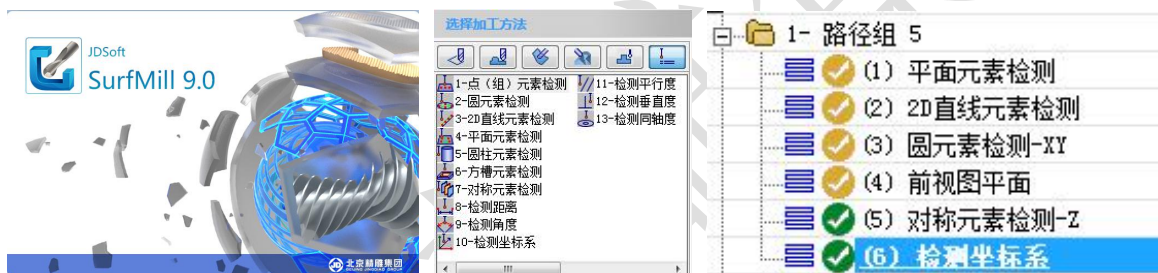 JDSoft
SurfMill 9.0
北京精雕集团
选择加工方法
1-点（组）元素检测
2-圆元素检测
3-2D直线元素检测
4-平面元素检测
5-圆柱元素检测
6-方槽元素检测
7-对称元素检测
8-检测距离
9-检测角度
10-检测坐标系
11-检测平行度
12-检测垂直度
13-检测同轴度
1- 路径组 5
(1) 平面元素检测
(2) 2D直线元素检测
(3) 圆元素检测-XY
(4) 前视图平面
(5) 对称元素检测-Z
(6) 检测坐标系